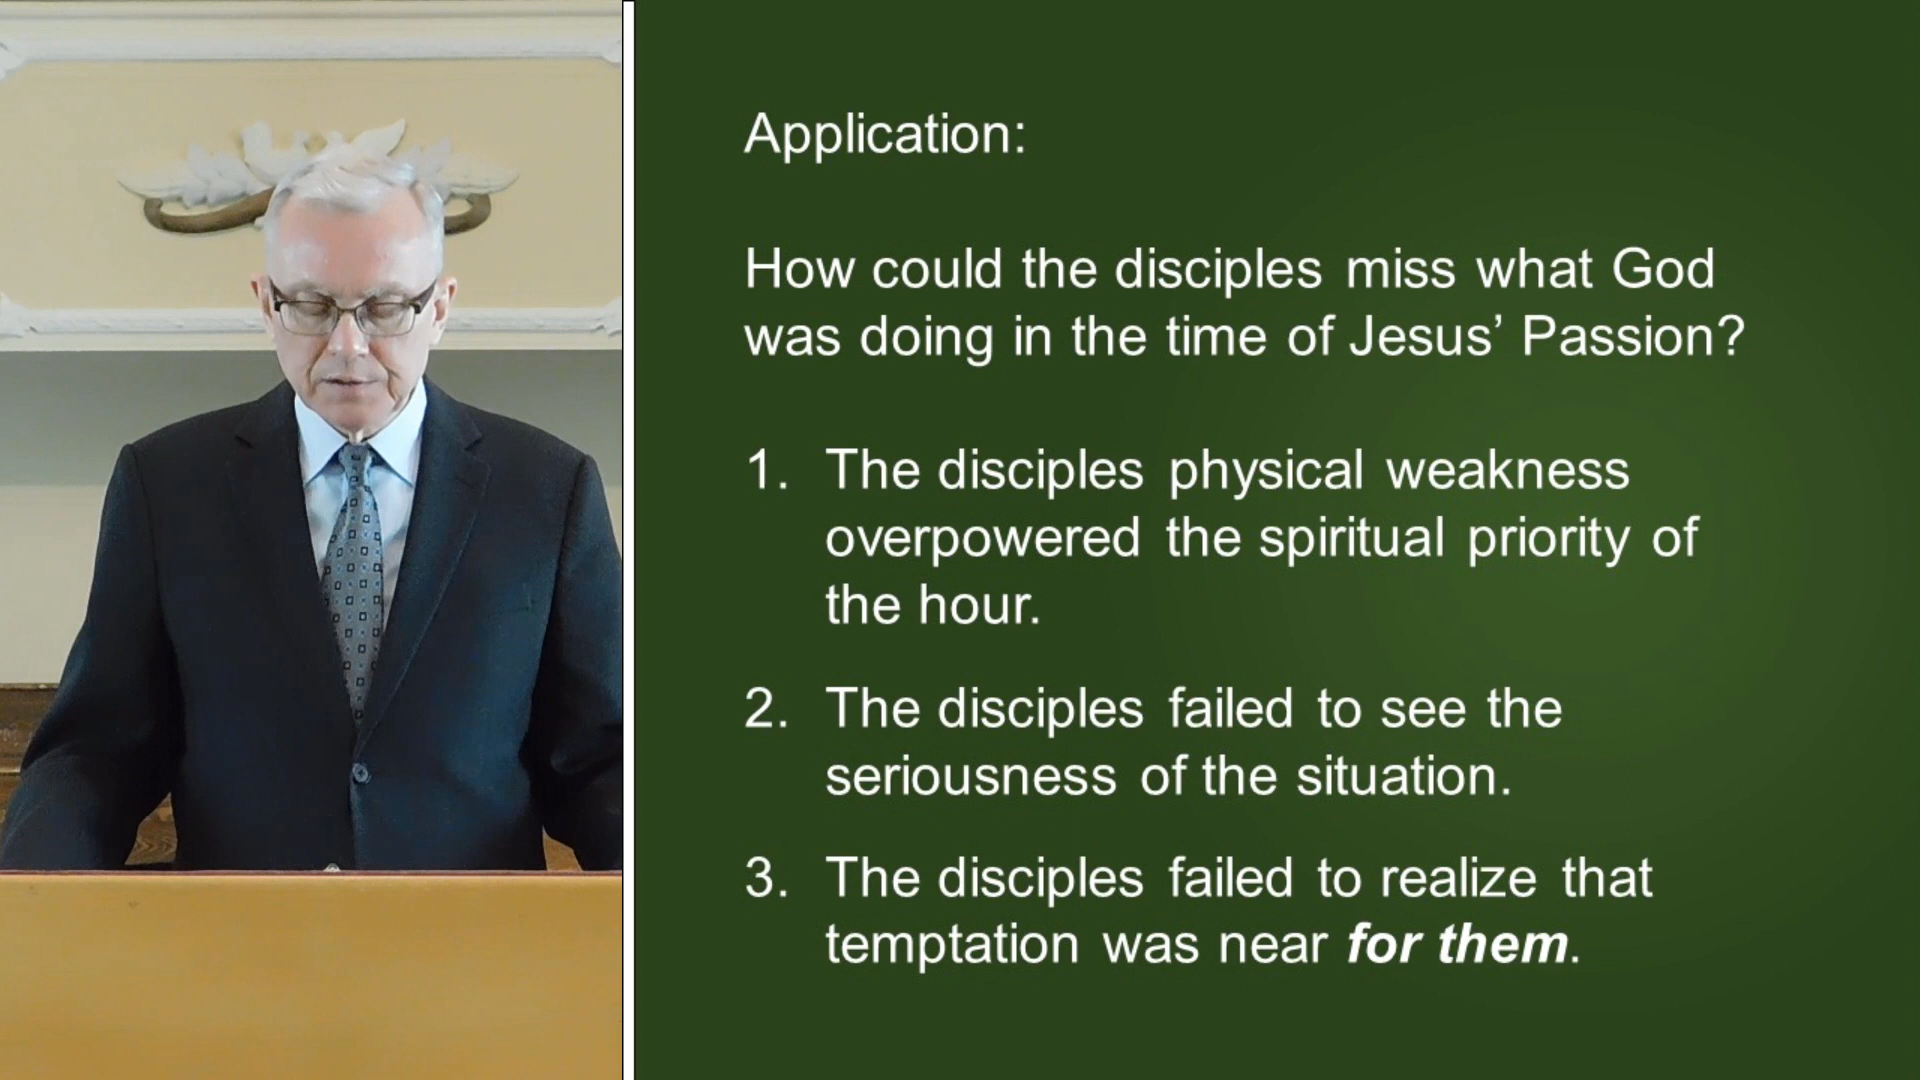 Application:
How could the disciples miss what God
was doing in the time of Jesus’ Passion?
1. The disciples physical weakness
overpowered the spiritual priority of
the hour.
2. The disciples failed to see the
seriousness of the situation.
3. The disciples failed to realize that
temptation was near for them.